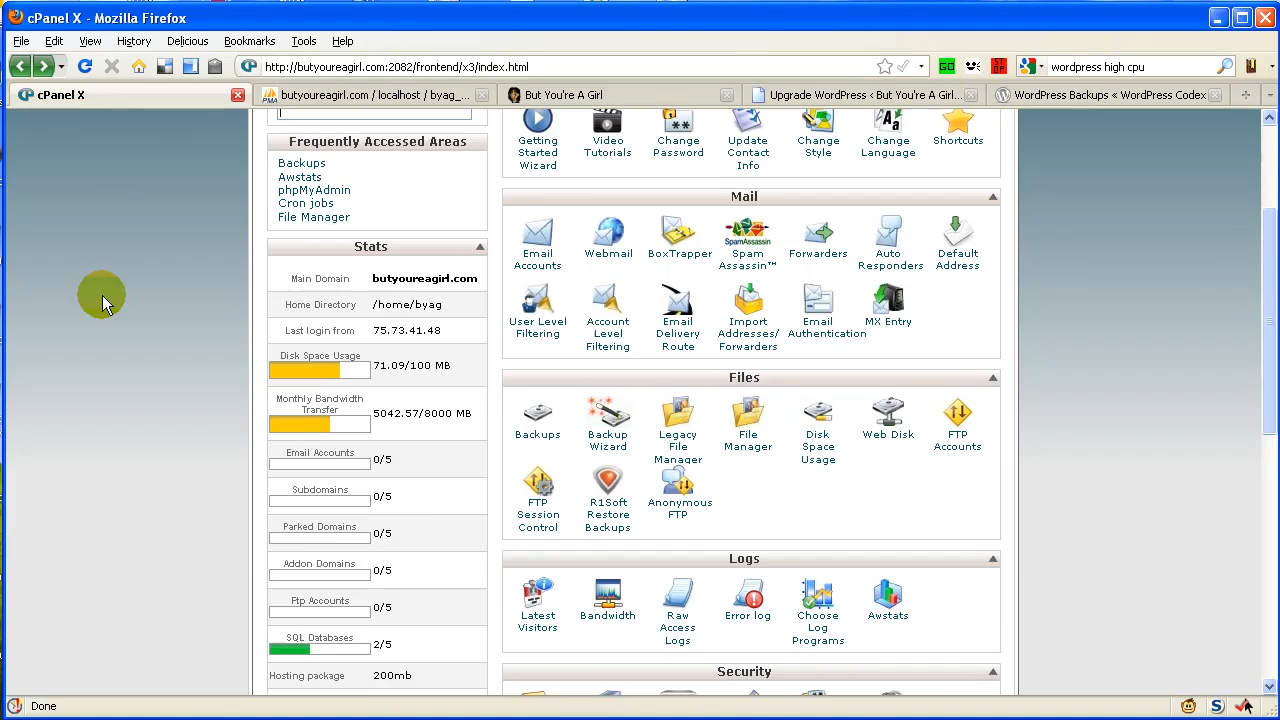 cPanel X - Mozilla Firefox
File Edit View History Delicious Bookmarks Tools Help
http://butyoureagirl.com:2082/frontend/x3/index.html
GO
STOP
wordpress high cpu
cPanel X
butyoureagirl.com / localhost / byag_
But You're A Girl
Upgrade WordPress ‹ But You're A Girl ...
WordPress Backups « WordPress Codex
Frequently Accessed Areas
Backups
Awstats
phpMyAdmin
Cron jobs
File Manager
Stats
Main Domain butyoureagirl.com
Home Directory /home/byag
Last login from 75.73.41.48
Disk Space Usage 71.09/100 MB
Monthly Bandwidth
Transfer 5042.57/8000 MB
Email Accounts 0/5
Subdomains 0/5
Parked Domains 0/5
Addon Domains 0/5
Ftp Accounts 0/5
SQL Databases 2/5
Hosting package 200mb
Getting
Started
Wizard
Video
Tutorials
Change
Password
Update
Contact
Info
Change
Style
Change
Language
Shortcuts
Mail
Email
Accounts
Webmail
BoxTrapper
Spam
Assassin™
Forwarders
Auto
Responders
Default
Address
User Level
Filtering
Account
Level
Filtering
Email
Delivery
Route
Import
Addresses/
Forwarders
Email
Authentication
MX Entry
Files
Backups
Backup
Wizard
Legacy
File
Manager
File
Manager
Disk
Space
Usage
Web Disk
FTP
Accounts
FTP
Session
Control
R1Soft
Restore
Backups
Anonymous
FTP
Logs
Latest
Visitors
Bandwidth
Raw
Access
Logs
Error log
Choose
Log
Programs
Awstats
Security
Done